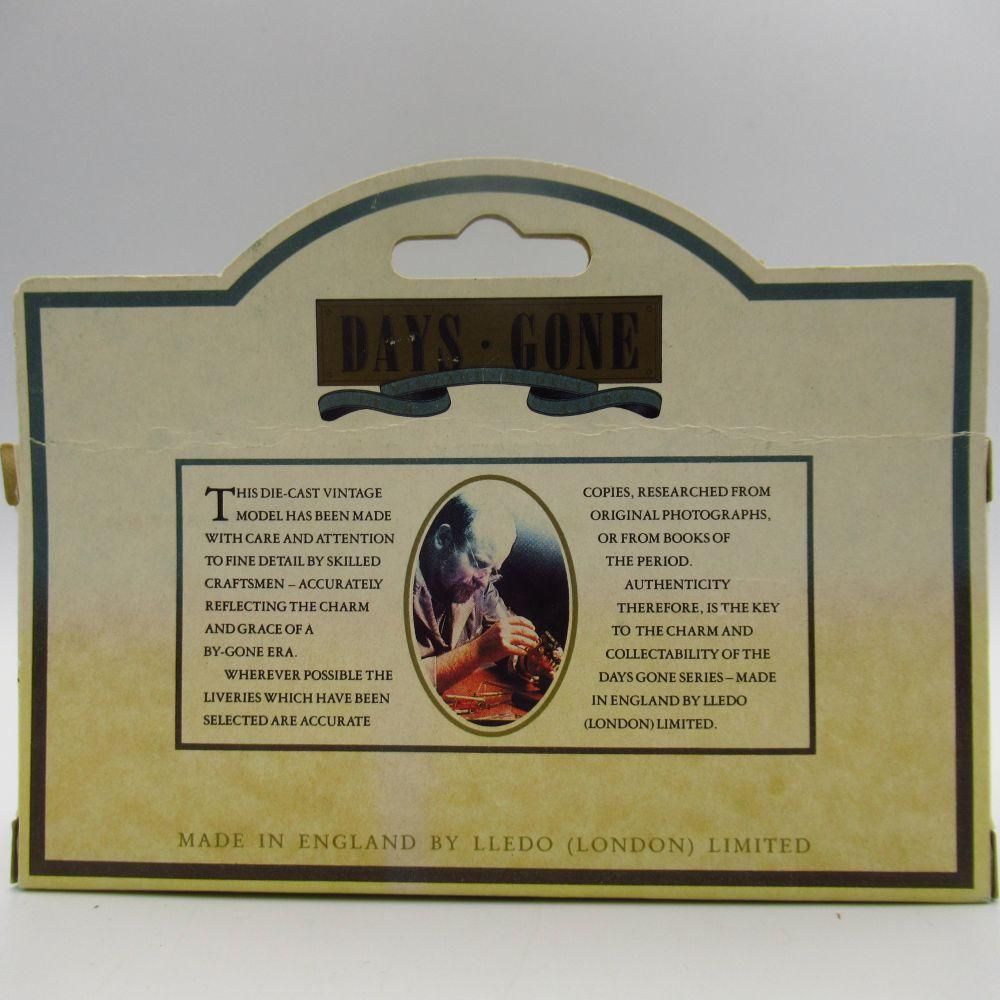 DAYS · GONE
THIS DIE-CAST VINTAGE
MODEL HAS BEEN MADE
WITH CARE AND ATTENTION
TO FINE DETAIL BY SKILLED
CRAFTSMEN – ACCURATELY
REFLECTING THE CHARM
AND GRACE OF A
BY-GONE ERA.
WHEREVER POSSIBLE THE
LIVERIES WHICH HAVE BEEN
SELECTED ARE ACCURATE
COPIES, RESEARCHED FROM
ORIGINAL PHOTOGRAPHS,
OR FROM BOOKS OF
THE PERIOD.
AUTHENTICITY
THEREFORE, IS THE KEY
TO THE CHARM AND
COLLECTABILITY OF THE
DAYS GONE SERIES – MADE
IN ENGLAND BY LLEDO
(LONDON) LIMITED.
MADE IN ENGLAND BY LLEDO (LONDON) LIMITED